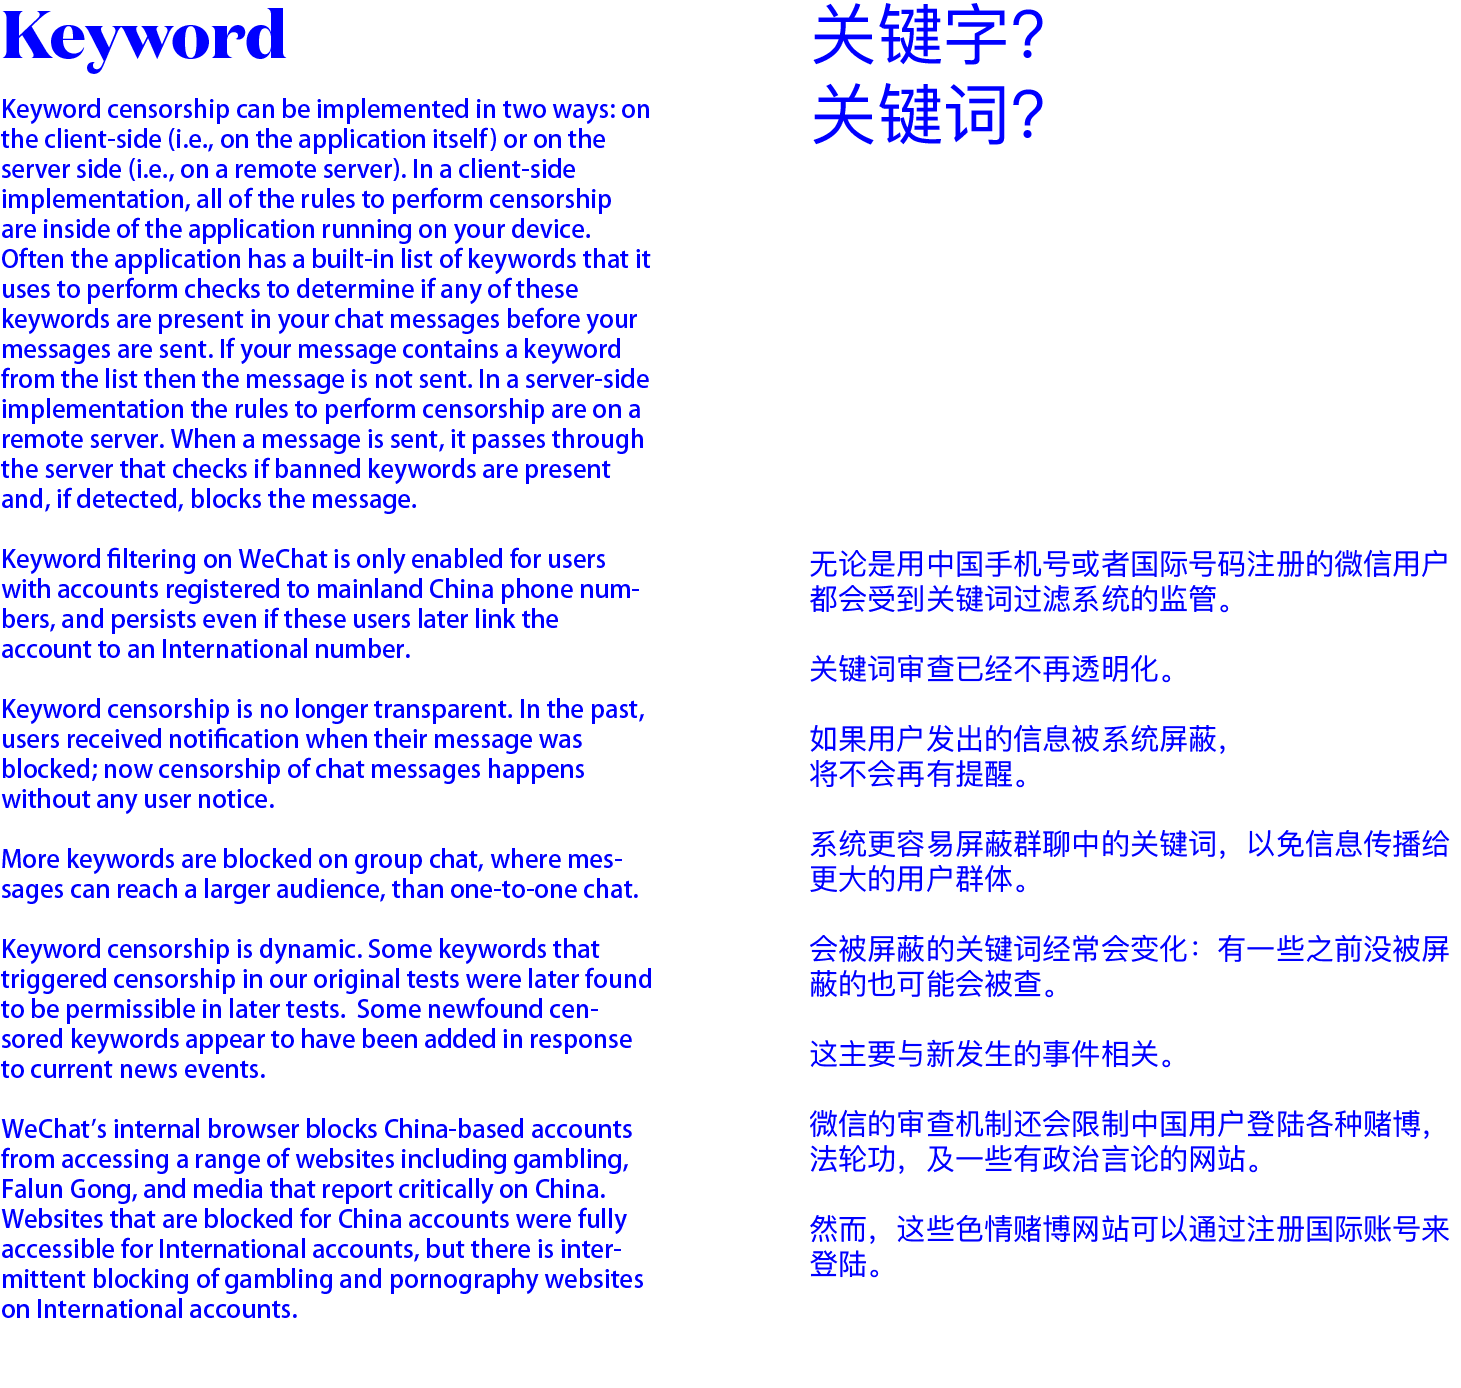 Keyword
Keyword censorship can be implemented in two ways: on
the client-side (i.e., on the application itself) or on the
server side (i.e., on a remote server). In a client-side
implementation, all of the rules to perform censorship
are inside of the application running on your device.
Often the application has a built-in list of keywords that it
uses to perform checks to determine if any of these
keywords are present in your chat messages before your
messages are sent. If your message contains a keyword
from the list then the message is not sent. In a server-side
implementation the rules to perform censorship are on a
remote server. When a message is sent, it passes through
the server that checks if banned keywords are present
and, if detected, blocks the message.
Keyword filtering on WeChat is only enabled for users
with accounts registered to mainland China phone num-
bers, and persists even if these users later link the
account to an International number.
Keyword censorship is no longer transparent. In the past,
users received notification when their message was
blocked; now censorship of chat messages happens
without any user notice.
More keywords are blocked on group chat, where mes-
sages can reach a larger audience, than one-to-one chat.
Keyword censorship is dynamic. Some keywords that
triggered censorship in our original tests were later found
to be permissible in later tests.  Some newfound cen-
sored keywords appear to have been added in response
to current news events.
WeChat’s internal browser blocks China-based accounts
from accessing a range of websites including gambling,
Falun Gong, and media that report critically on China.
Websites that are blocked for China accounts were fully
accessible for International accounts, but there is inter-
mittent blocking of gambling and pornography websites
on International accounts.
关键字?
关键词?
无论是用中国手机号或者国际号码注册的微信用户
都会受到关键词过滤系统的监管。
关键词审查已经不再透明化。
如果用户发出的信息被系统屏蔽，
将不会再有提醒。
系统更容易屏蔽群聊中的关键词，以免信息传播给
更大的用户群体。
会被屏蔽的关键词经常会变化：有一些之前没被屏
蔽的也可能会被查。
这主要与新发生的事件相关。
微信的审查机制还会限制中国用户登陆各种赌博，
法轮功，及一些有政治言论的网站。
然而，这些色情赌博网站可以通过注册国际账号来
登陆。